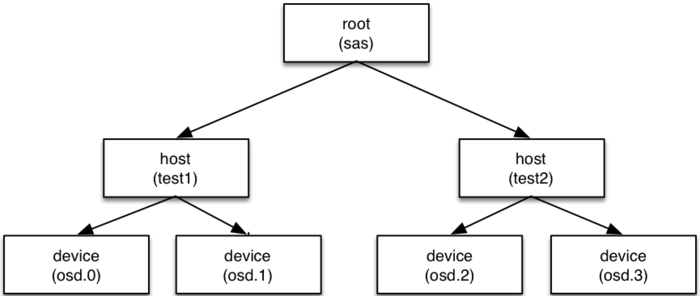 root
(sas)
host
(test1)
host
(test2)
device
(osd.0)
device
(osd.1)
device
(osd.2)
device
(osd.3)